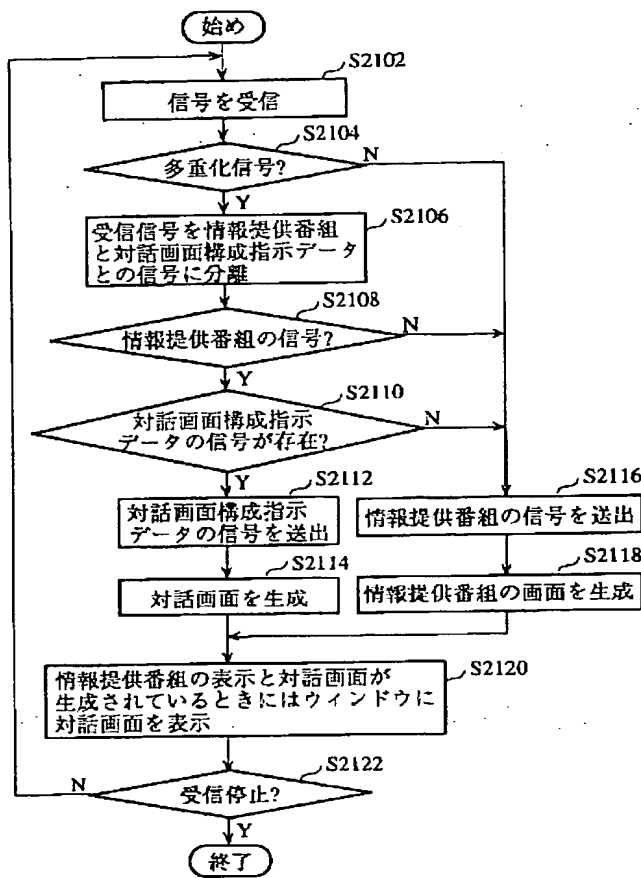 始め
S2102
信号を受信
S2104
多重化信号?
N
Y
S2106
受信信号を情報提供番組
と対話画面構成指示データ
との信号に分離
S2108
情報提供番組の信号?
N
Y
S2110
対話画面構成指示
データの信号が存在?
N
Y
S2112
対話画面構成指示
データの信号を送出
S2114
対話画面を生成
S2116
情報提供番組の信号を送出
S2118
情報提供番組の画面を生成
S2120
情報提供番組の表示と対話画面が
生成されているときにはウィンドウに
対話画面を表示
S2122
受信停止?
N
Y
終了